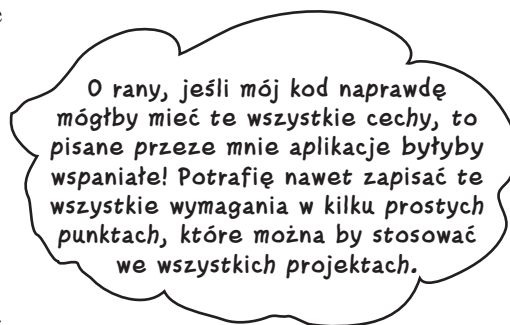 O rany, jeśli mój kod naprawdę
mógłby mieć te wszystkie cechy, to
pisane przeze mnie aplikacje byłyby
wspaniałe! Potrafię nawet zapisać te
wszystkie wymagania w kilku prostych
punktach, które można by stosować
we wszystkich projektach.